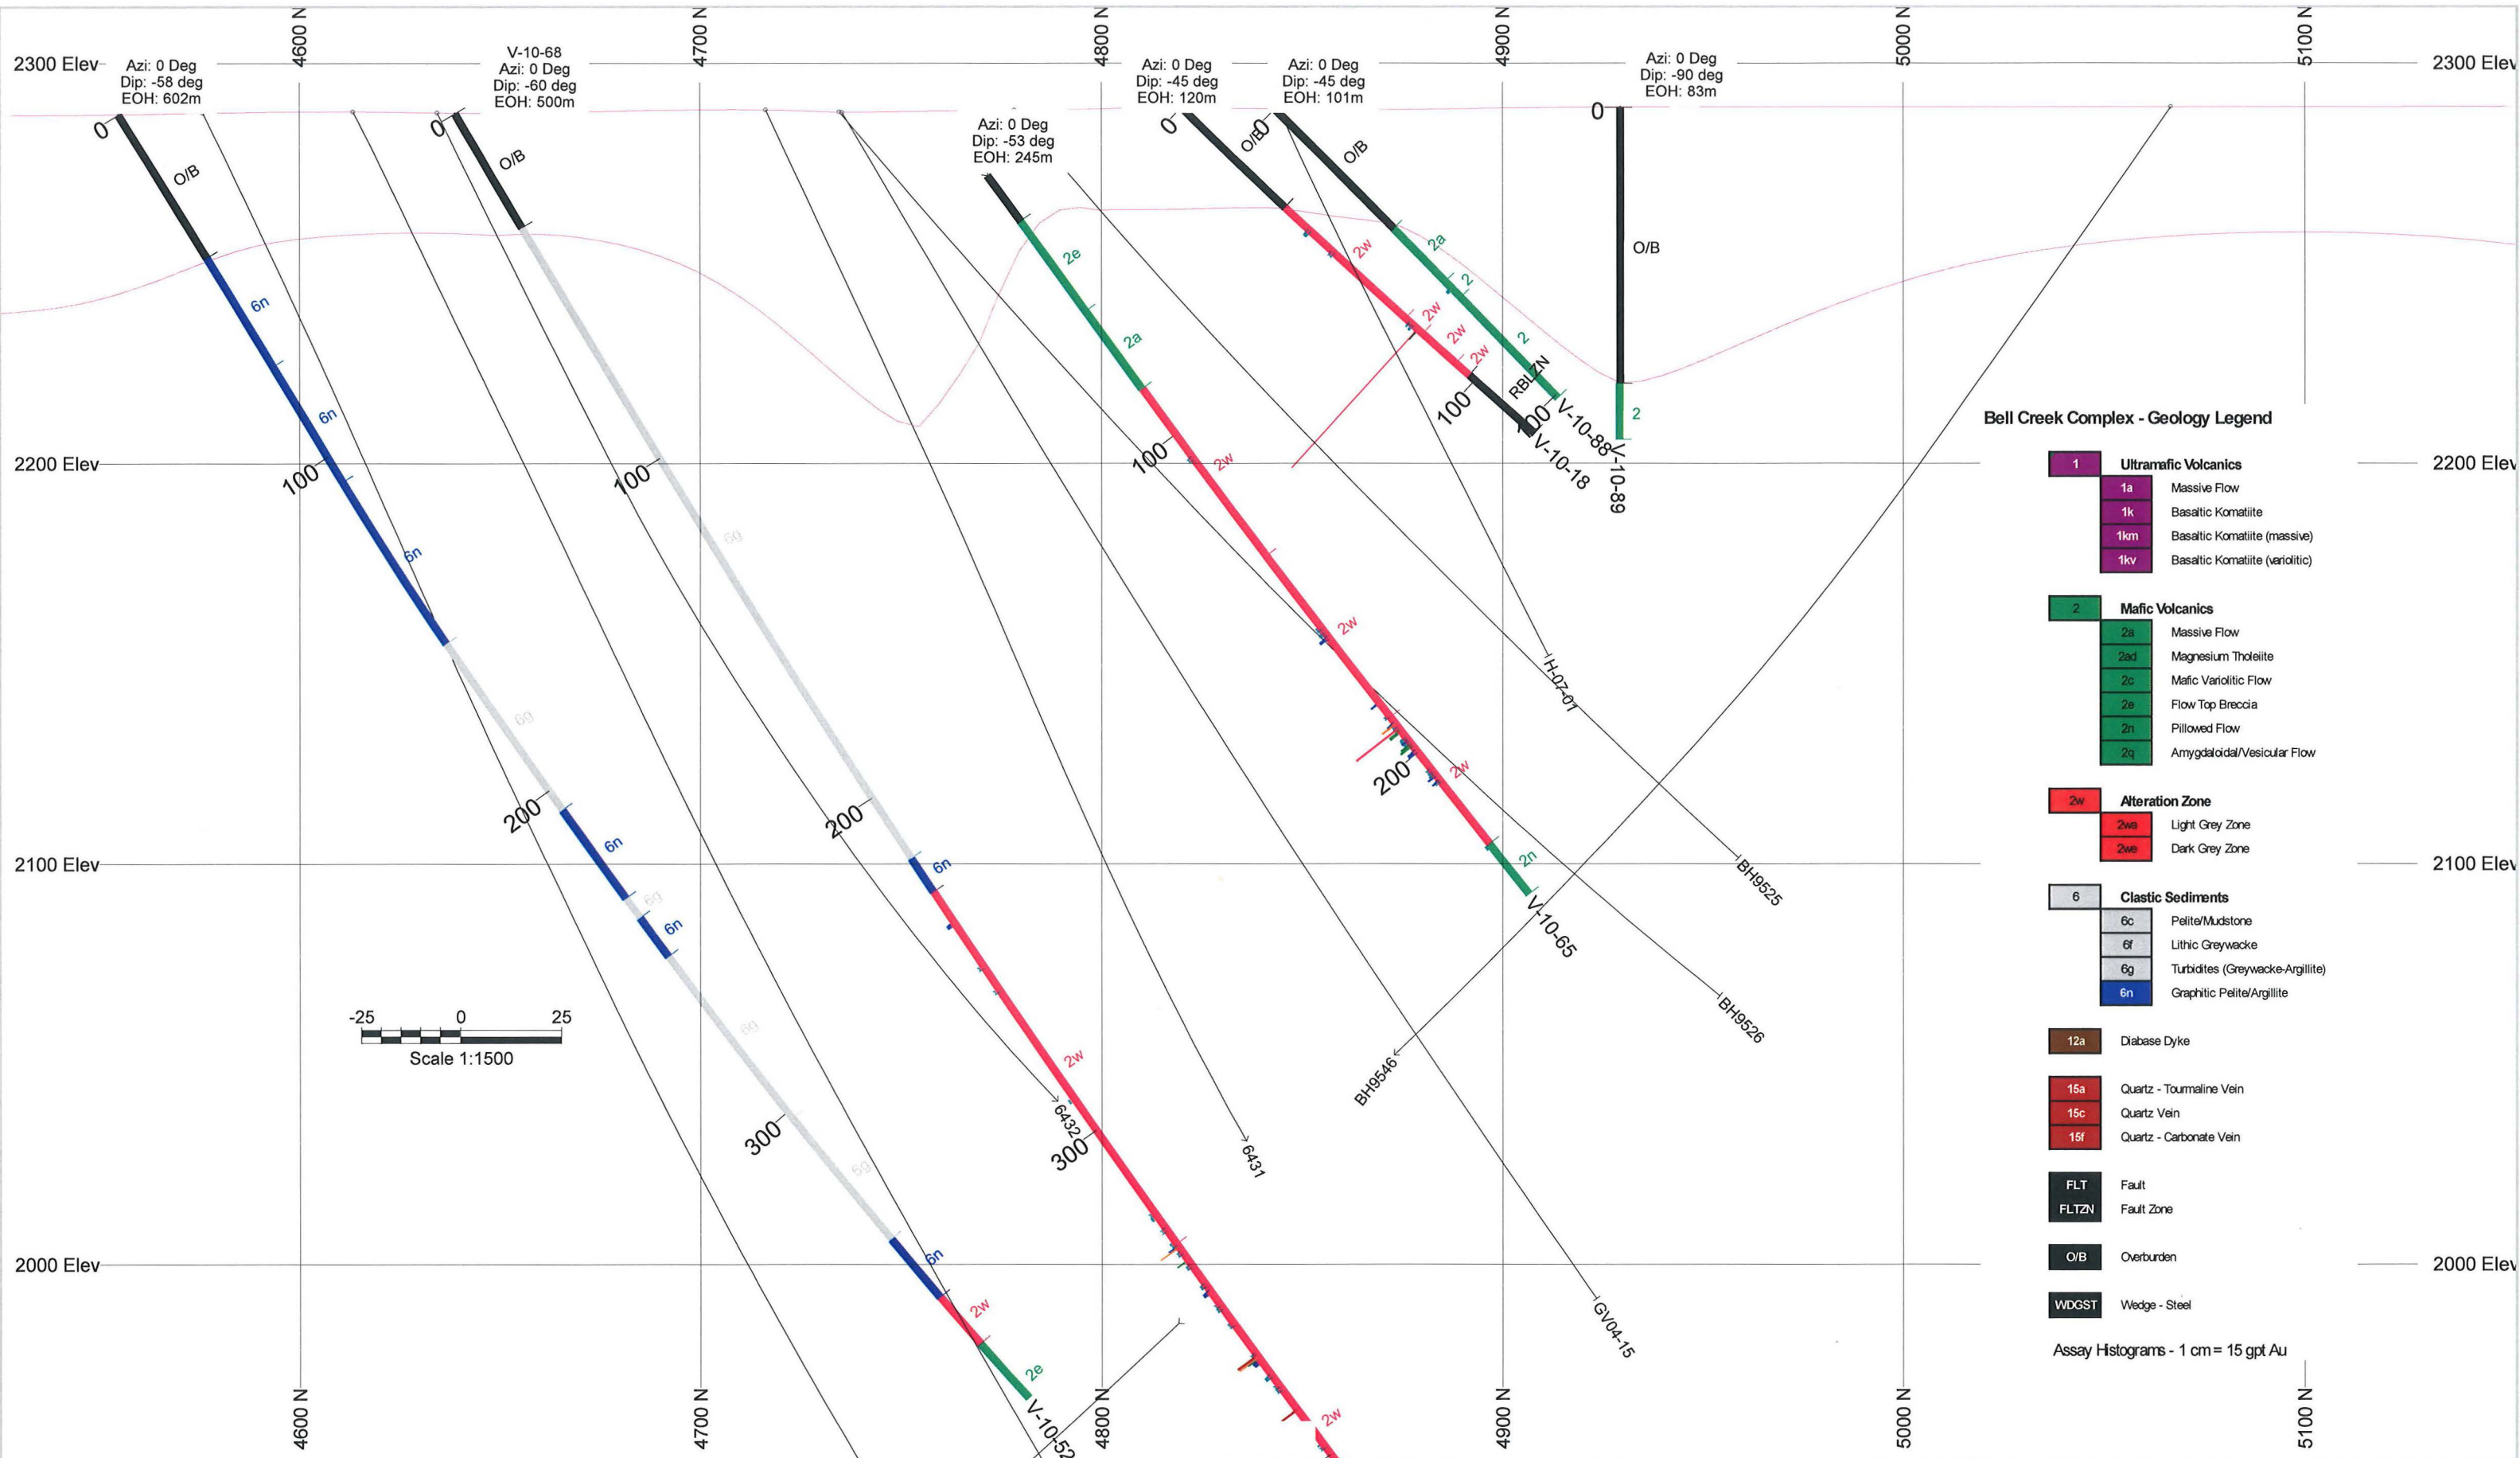 4600 N
4700 N
4800 N
4900 N
5000 N
5100 N
2300 Elev
2300 Elev
Azi: 0 Deg
Dip: -58 deg
EOH: 602m
V-10-68
Azi: 0 Deg
Dip: -60 deg
EOH: 500m
Azi: 0 Deg
Dip: -53 deg
EOH: 245m
Azi: 0 Deg
Dip: -45 deg
EOH: 120m
Azi: 0 Deg
Dip: -45 deg
EOH: 101m
Azi: 0 Deg
Dip: -90 deg
EOH: 83m
0
O/B
6n
6n
100
6n
6g
200
6n
6g
6n
6g
300
6g
6n
2w
2e
V-10-52
0
O/B
100
6g
200
6n
2w
300
2w
6432
6431
2e
2a
100
2w
2w
200
2w
2n
V-10-65
0
O/B
2w
2w
2w
2w
100
V-10-18
0
O/B
2a
2
2
RBLZN
100
V-10-88
0
O/B
2
V-10-89
H-07-01
BH9525
BH9526
BH9546
GV04-15
2200 Elev
2200 Elev
2100 Elev
2100 Elev
2000 Elev
2000 Elev
-25 0 25
Scale 1:1500
Bell Creek Complex - Geology Legend
1 Ultramafic Volcanics
1a Massive Flow
1k Basaltic Komatiite
1km Basaltic Komatiite (massive)
1kv Basaltic Komatiite (variolitic)
2 Mafic Volcanics
2a Massive Flow
2ad Magnesium Tholeiite
2c Mafic Variolitic Flow
2e Flow Top Breccia
2n Pillowed Flow
2q Amygdaloidal/Vesicular Flow
2w Alteration Zone
2wa Light Grey Zone
2we Dark Grey Zone
6 Clastic Sediments
6c Pelite/Mudstone
6f Lithic Greywacke
6g Turbidites (Greywacke-Argillite)
6n Graphitic Pelite/Argillite
12a Diabase Dyke
15a Quartz - Tourmaline Vein
15c Quartz Vein
15f Quartz - Carbonate Vein
FLT Fault
FLTZN Fault Zone
O/B Overburden
WDGST Wedge - Steel
Assay Histograms - 1 cm = 15 gpt Au
4600 N
4700 N
4800 N
4900 N
5000 N
5100 N